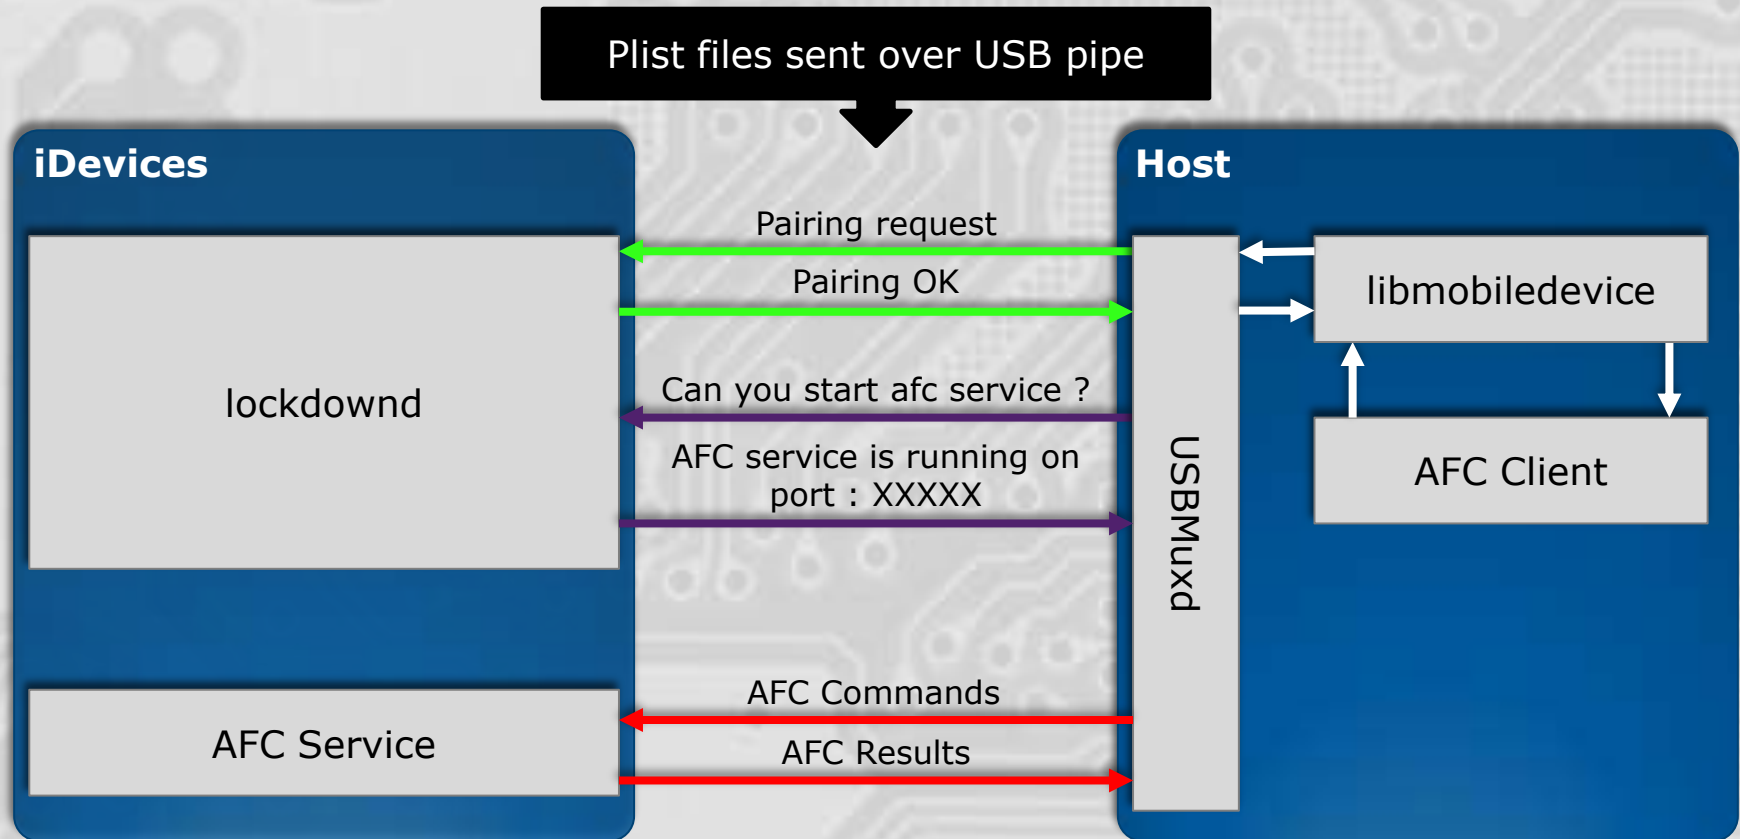 Plist files sent over USB pipe
iDevices
Host
Pairing request
Pairing OK
libmobiledevice
lockdownd
Can you start afc service ?
AFC service is running on
port : XXXXX
USBMuxd
AFC Client
AFC Commands
AFC Service
AFC Results